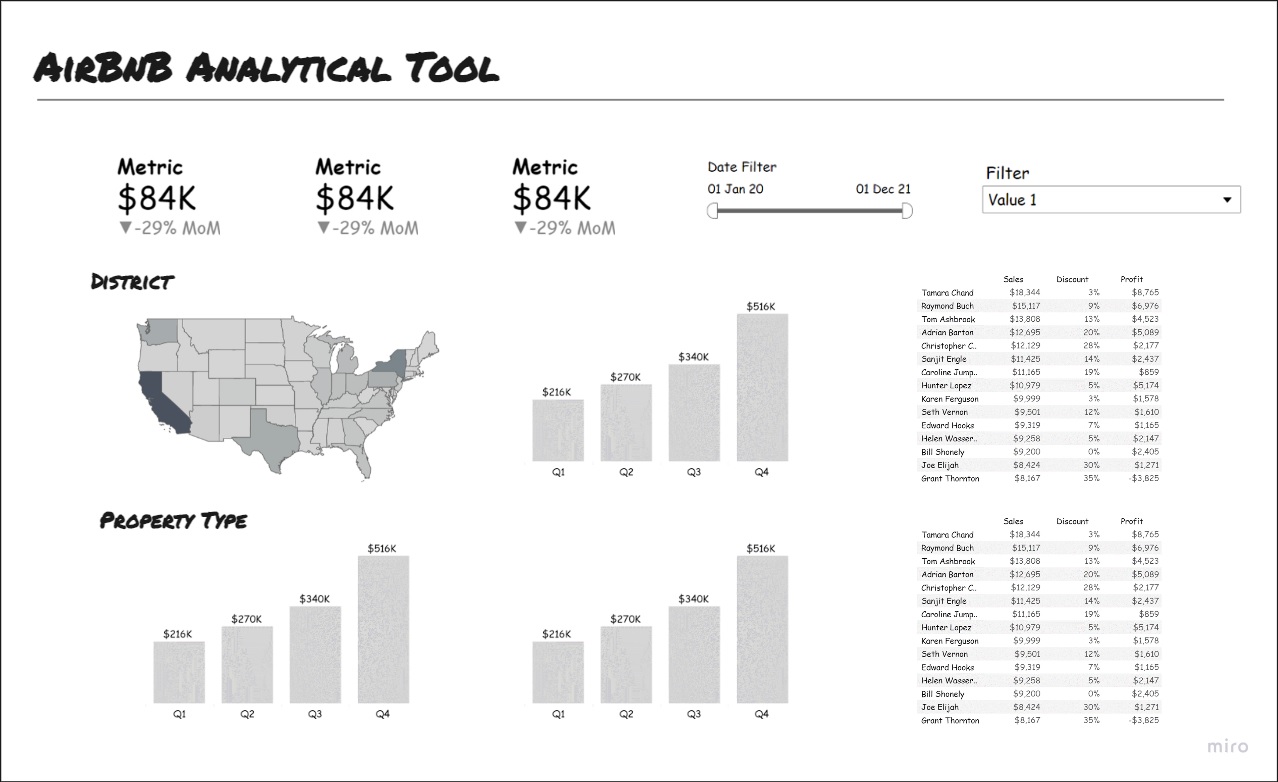 AirBnB Analytical Tool
Metric
$84K
▼-29% MoM
Metric
$84K
▼-29% MoM
Metric
$84K
▼-29% MoM
Date Filter
01 Jan 20 01 Dec 21
Filter
Value 1
District
$216K
$270K
$340K
$516K
Q1 Q2 Q3 Q4
Sales Discount Profit
Tamara Chand $18,344 3% $8,765
Raymond Buch $15,117 9% $6,976
Tom Ashbrook $13,808 13% $4,523
Adrian Barton $12,695 20% $5,089
Christopher C.. $12,129 28% $2,177
Sanjit Engle $11,425 14% $2,437
Caroline Jump.. $11,165 19% $859
Hunter Lopez $10,979 5% $5,174
Karen Ferguson $9,999 3% $1,578
Seth Vernon $9,501 12% $1,610
Edward Hooks $9,319 7% $1,165
Helen Wasser.. $9,258 5% $2,147
Bill Shonely $9,200 0% $2,405
Joe Elijah $8,424 30% $1,271
Grant Thornton $8,167 35% -$3,825
Property Type
$216K
$270K
$340K
$516K
Q1 Q2 Q3 Q4
$216K
$270K
$340K
$516K
Q1 Q2 Q3 Q4
Sales Discount Profit
Tamara Chand $18,344 3% $8,765
Raymond Buch $15,117 9% $6,976
Tom Ashbrook $13,808 13% $4,523
Adrian Barton $12,695 20% $5,089
Christopher C.. $12,129 28% $2,177
Sanjit Engle $11,425 14% $2,437
Caroline Jump.. $11,165 19% $859
Hunter Lopez $10,979 5% $5,174
Karen Ferguson $9,999 3% $1,578
Seth Vernon $9,501 12% $1,610
Edward Hooks $9,319 7% $1,165
Helen Wasser.. $9,258 5% $2,147
Bill Shonely $9,200 0% $2,405
Joe Elijah $8,424 30% $1,271
Grant Thornton $8,167 35% -$3,825
miro